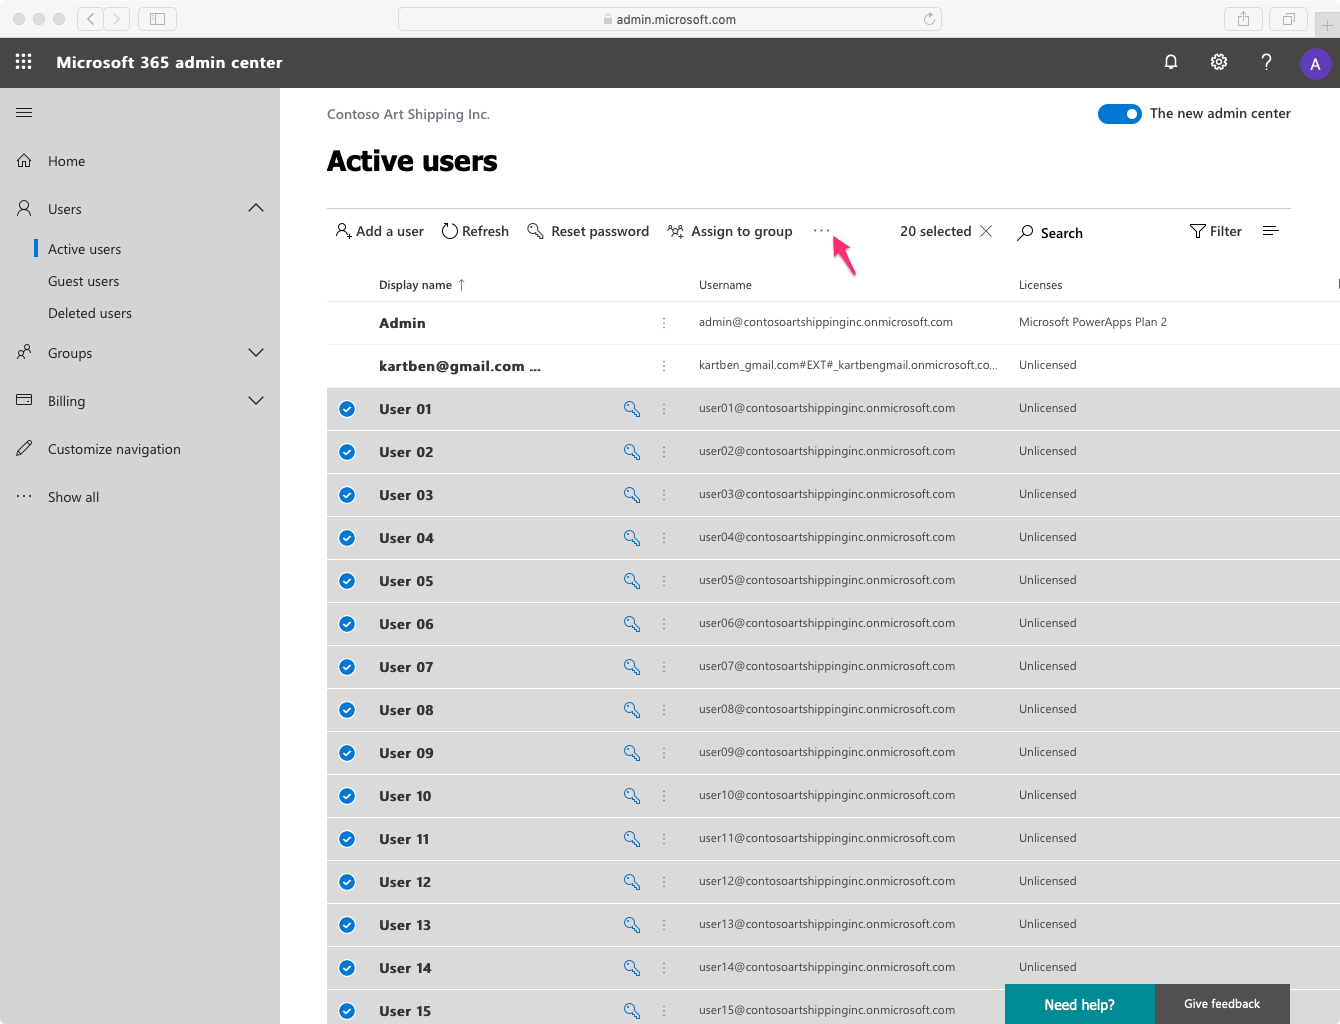 admin.microsoft.com
Microsoft 365 admin center
A
Contoso Art Shipping Inc.
The new admin center
Home
Active users
Users
Add a user Refresh Reset password Assign to group ... 20 selected Search Filter
Active users
Guest users
Deleted users
Groups
Billing
Customize navigation
... Show all
Display name ↑ Username Licenses
Admin admin@contosoartshippinginc.onmicrosoft.com Microsoft PowerApps Plan 2
kartben@gmail.com ... kartben_gmail.com#EXT#_kartbengmail.onmicrosoft.co... Unlicensed
User 01 user01@contosoartshippinginc.onmicrosoft.com Unlicensed
User 02 user02@contosoartshippinginc.onmicrosoft.com Unlicensed
User 03 user03@contosoartshippinginc.onmicrosoft.com Unlicensed
User 04 user04@contosoartshippinginc.onmicrosoft.com Unlicensed
User 05 user05@contosoartshippinginc.onmicrosoft.com Unlicensed
User 06 user06@contosoartshippinginc.onmicrosoft.com Unlicensed
User 07 user07@contosoartshippinginc.onmicrosoft.com Unlicensed
User 08 user08@contosoartshippinginc.onmicrosoft.com Unlicensed
User 09 user09@contosoartshippinginc.onmicrosoft.com Unlicensed
User 10 user10@contosoartshippinginc.onmicrosoft.com Unlicensed
User 11 user11@contosoartshippinginc.onmicrosoft.com Unlicensed
User 12 user12@contosoartshippinginc.onmicrosoft.com Unlicensed
User 13 user13@contosoartshippinginc.onmicrosoft.com Unlicensed
User 14 user14@contosoartshippinginc.onmicrosoft.com Unlicensed
User 15 user15@contosoartshippinginc.onmicrosoft.com
Need help? Give feedback